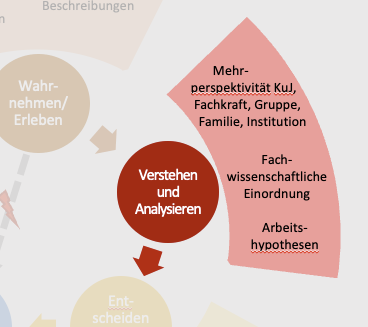 Beschreibungen
n
Wahr-
nehmen/
Erleben
Mehr-
perspektivität KuJ,
Fachkraft, Gruppe,
Familie, Institution
Verstehen
und
Analysieren
Fach-
wissenschaftliche
Einordnung
Arbeits-
hypothesen
Ent-
scheiden